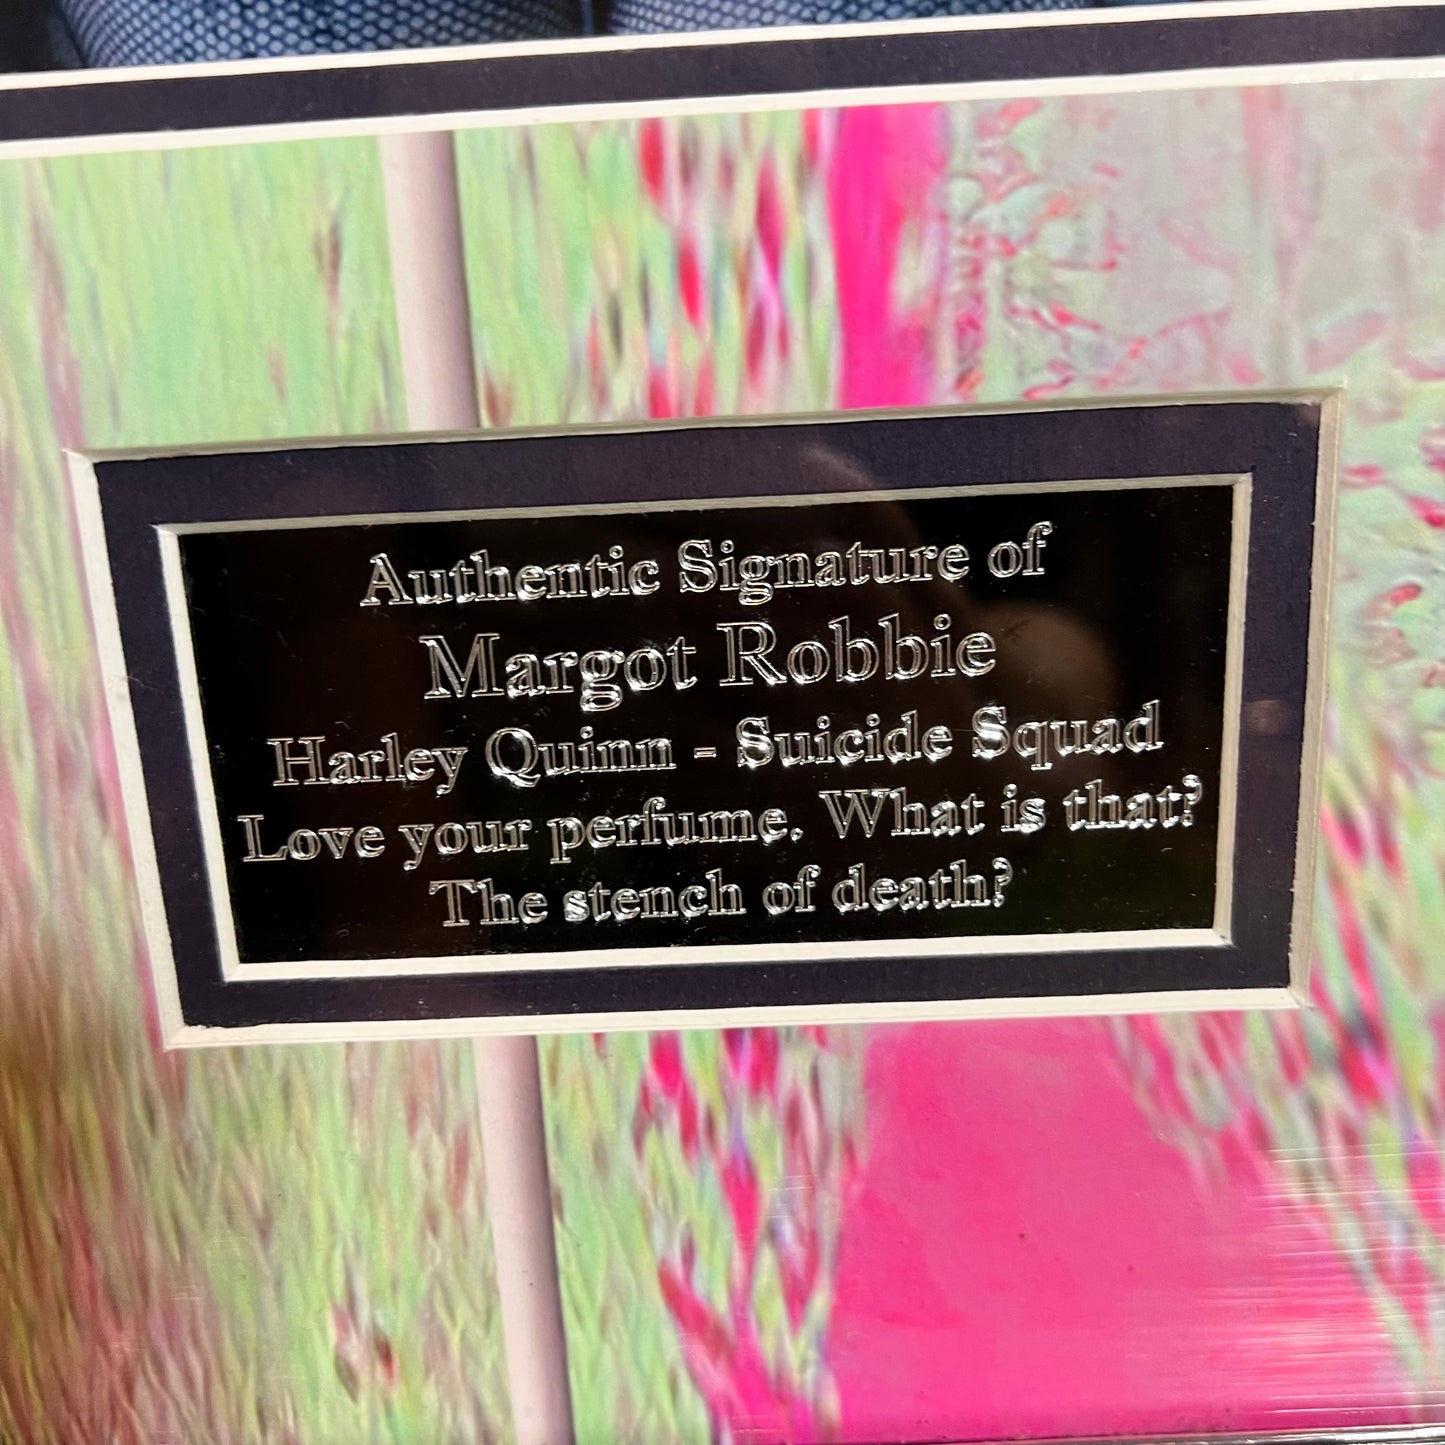 Authentic Signature of
Margot Robbie
Harley Quinn - Suicide Squad
Love your perfume. What is that?
The stench of death?